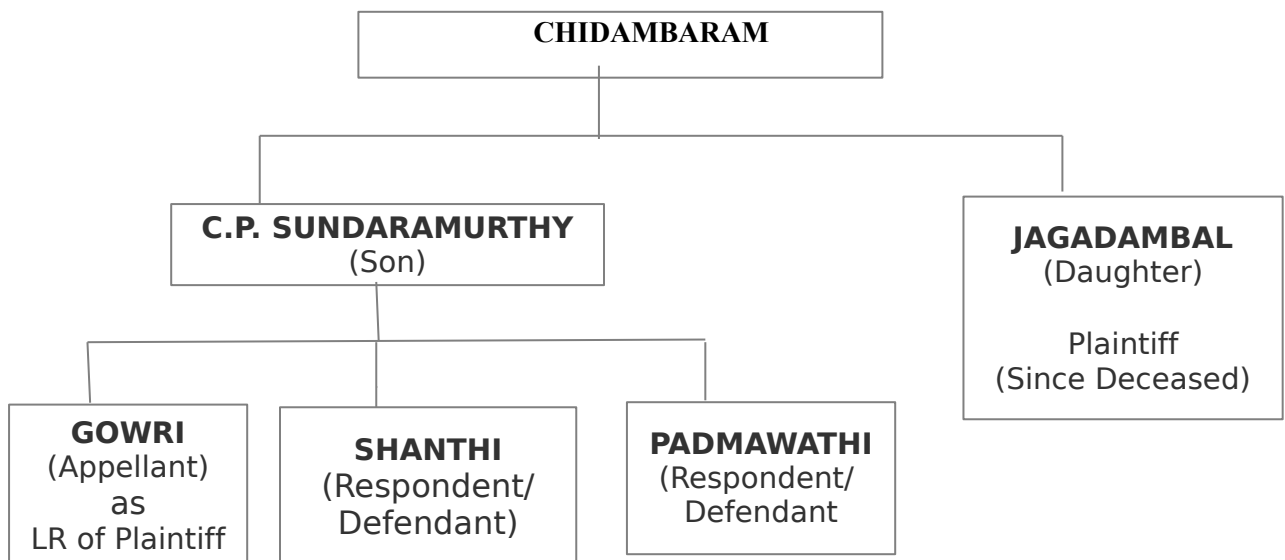 CHIDAMBARAM
C.P. SUNDARAMURTHY
(Son)
JAGADAMBAL
(Daughter)
Plaintiff
(Since Deceased)
GOWRI
(Appellant)
as
LR of Plaintiff
SHANTHI
(Respondent/
Defendant)
PADMAWATHI
(Respondent/
Defendant